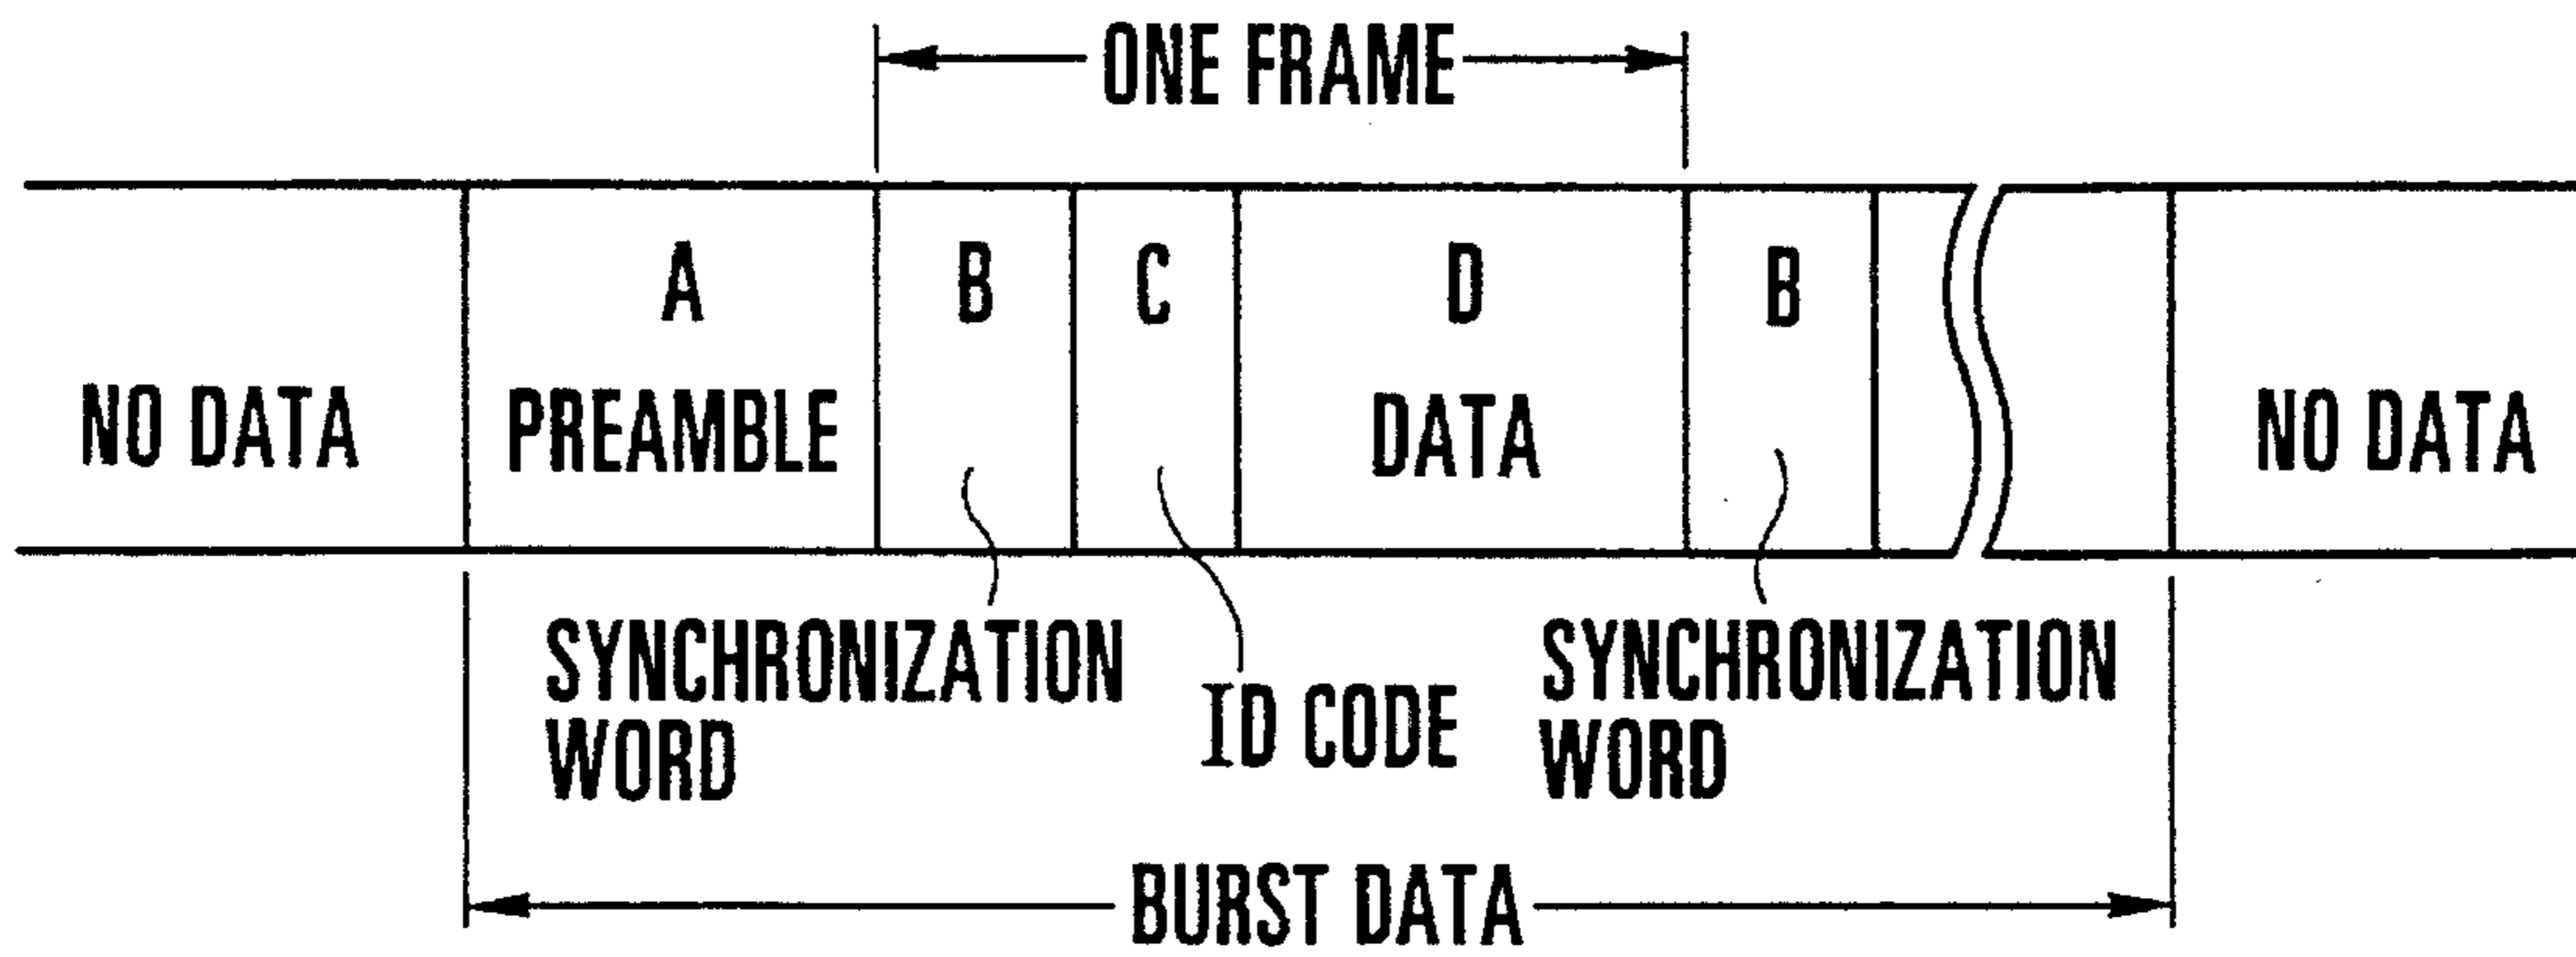 ONE FRAME
A B C D B
NO DATA PREAMBLE DATA NO DATA
SYNCHRONIZATION
WORD
ID CODE
SYNCHRONIZATION
WORD
BURST DATA